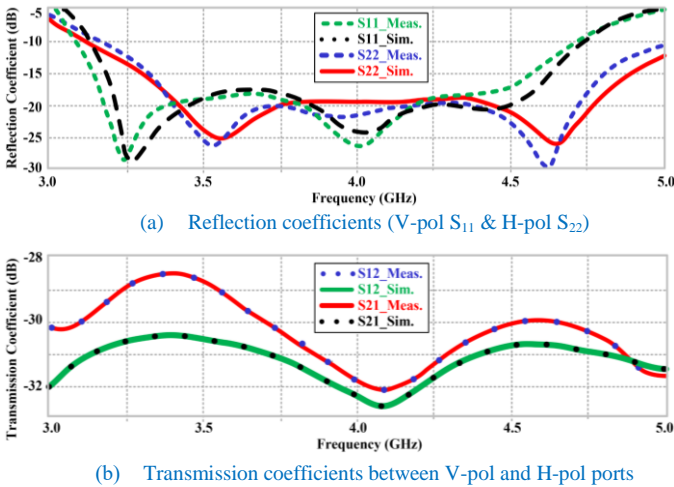 -5
-10
-15
-20
-25
-30
Reflection Coefficient (dB)
S11_Meas.
S11_Sim.
S22_Meas.
S22_Sim.
3.0 3.5 4.0 4.5 5.0
Frequency (GHz)
(a) Reflection coefficients (V-pol S₁₁ & H-pol S₂₂)
-28
-30
-32
Transmission Coefficient (dB)
S12_Meas.
S12_Sim.
S21_Meas.
S21_Sim.
3.0 3.5 4.0 4.5 5.0
Frequency (GHz)
(b) Transmission coefficients between V-pol and H-pol ports